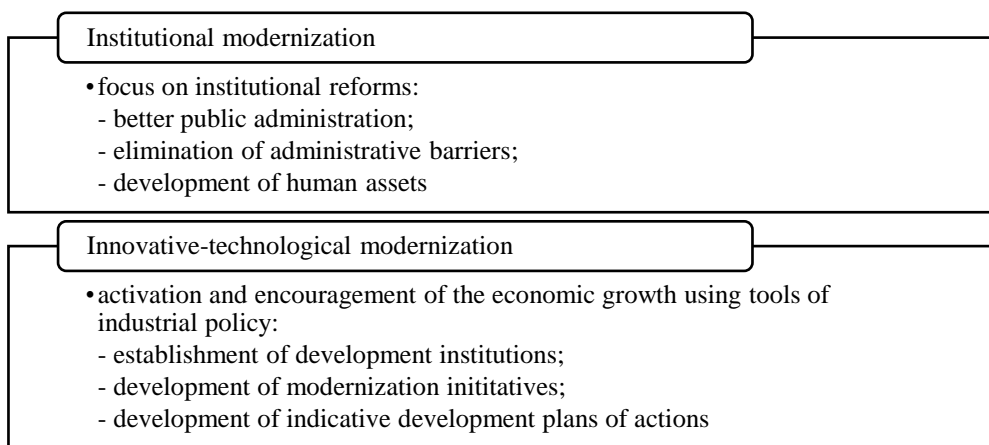 Institutional modernization
•focus on institutional reforms:
- better public administration;
- elimination of administrative barriers;
- development of human assets
Innovative-technological modernization
•activation and encouragement of the economic growth using tools of
industrial policy:
- establishment of development institutions;
- development of modernization inititatives;
- development of indicative development plans of actions